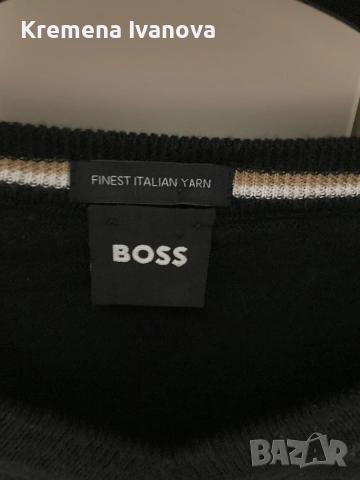 Kremena Ivanova
FINEST ITALIAN YARN
BOSS
BAZAR